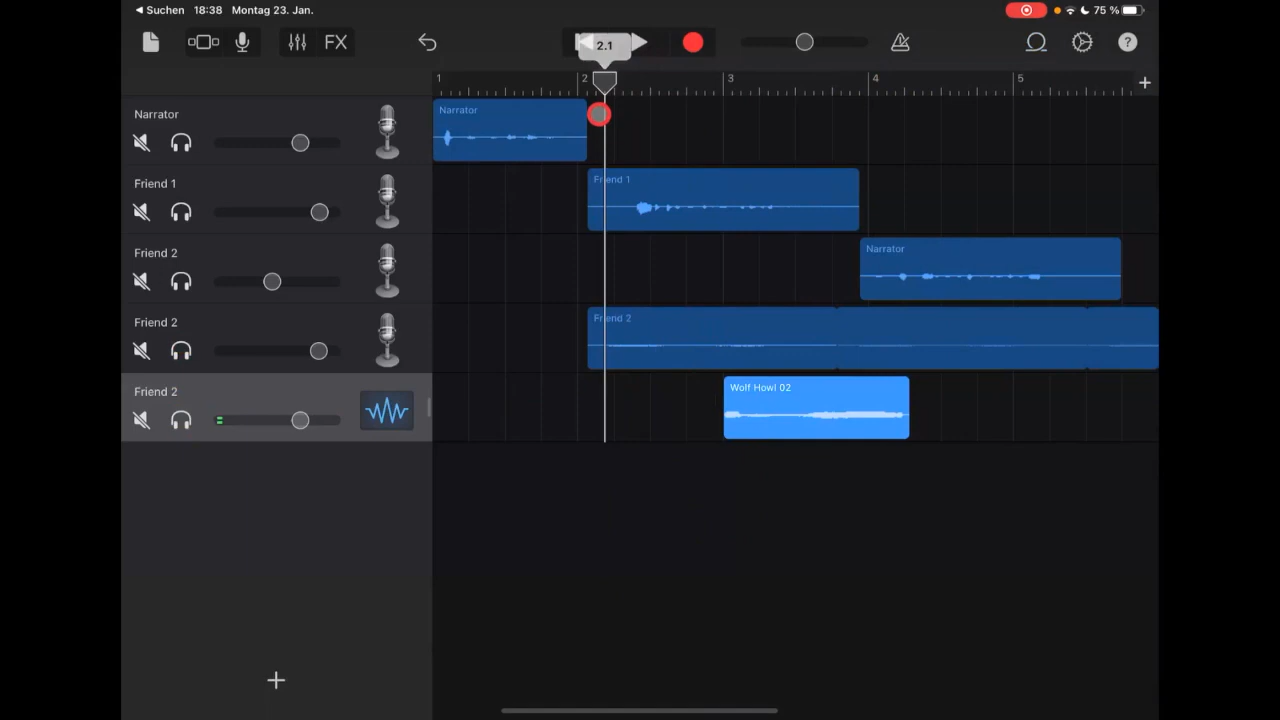 ◀ Suchen 18:38 Montag 23. Jan. 75 %
FX 2.1 ?
1 2 3 4 5 +
Narrator
Narrator
Friend 1
Friend 1
Friend 2
Narrator
Friend 2
Friend 2
Friend 2
Wolf Howl 02
+